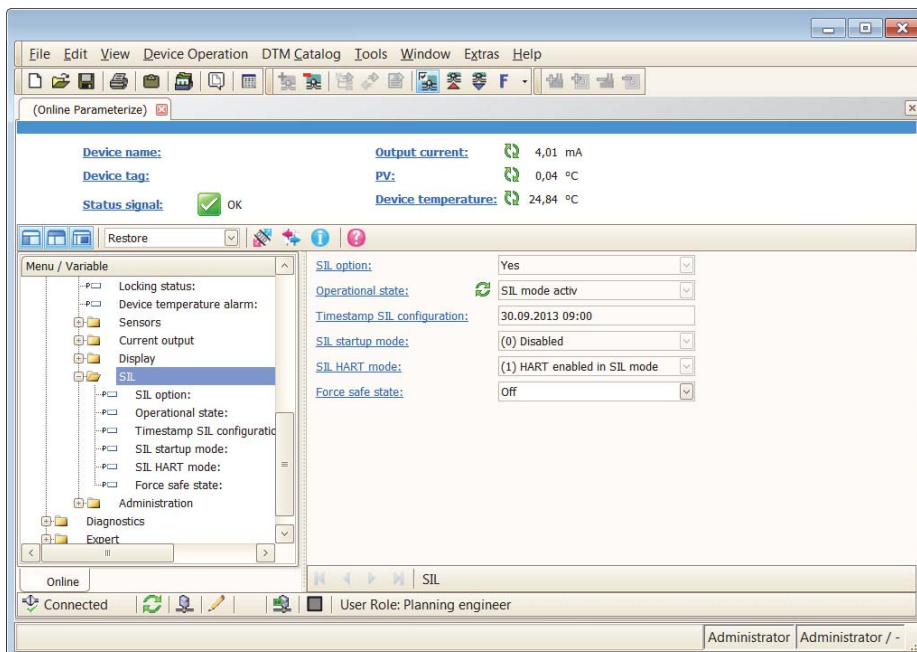 File Edit View Device Operation DTM Catalog Tools Window Extras Help
F
(Online Parameterize)
Device name: Output current: 4,01 mA
Device tag: PV: 0,04 °C
Status signal: OK Device temperature: 24,84 °C
Restore
Menu / Variable
Locking status:
Device temperature alarm:
Sensors
Current output
Display
SIL
SIL option:
Operational state:
Timestamp SIL configuratio
SIL startup mode:
SIL HART mode:
Force safe state:
Administration
Diagnostics
Expert
Online
SIL option: Yes
Operational state: SIL mode activ
Timestamp SIL configuration: 30.09.2013 09:00
SIL startup mode: (0) Disabled
SIL HART mode: (1) HART enabled in SIL mode
Force safe state: Off
SIL
Connected User Role: Planning engineer
Administrator Administrator / -